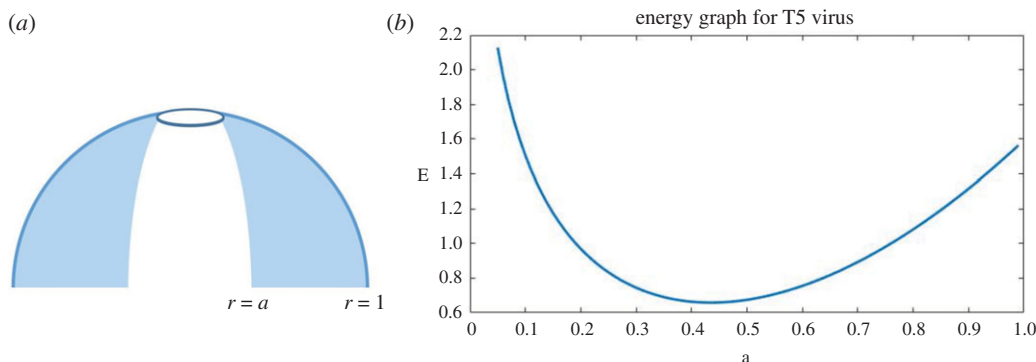 (a)
r = a
r = 1
(b)
energy graph for T5 virus
2.2
2.0
1.8
1.6
1.4
E
1.2
1.0
0.8
0.6
0 0.1 0.2 0.3 0.4 0.5 0.6 0.7 0.8 0.9 1.0
a